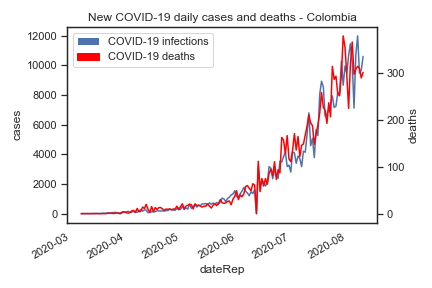 New COVID-19 daily cases and deaths - Colombia
COVID-19 infections
COVID-19 deaths
12000
10000
8000
6000
4000
2000
0
cases
300
200
100
0
deaths
2020-03
2020-04
2020-05
2020-06
2020-07
2020-08
dateRep